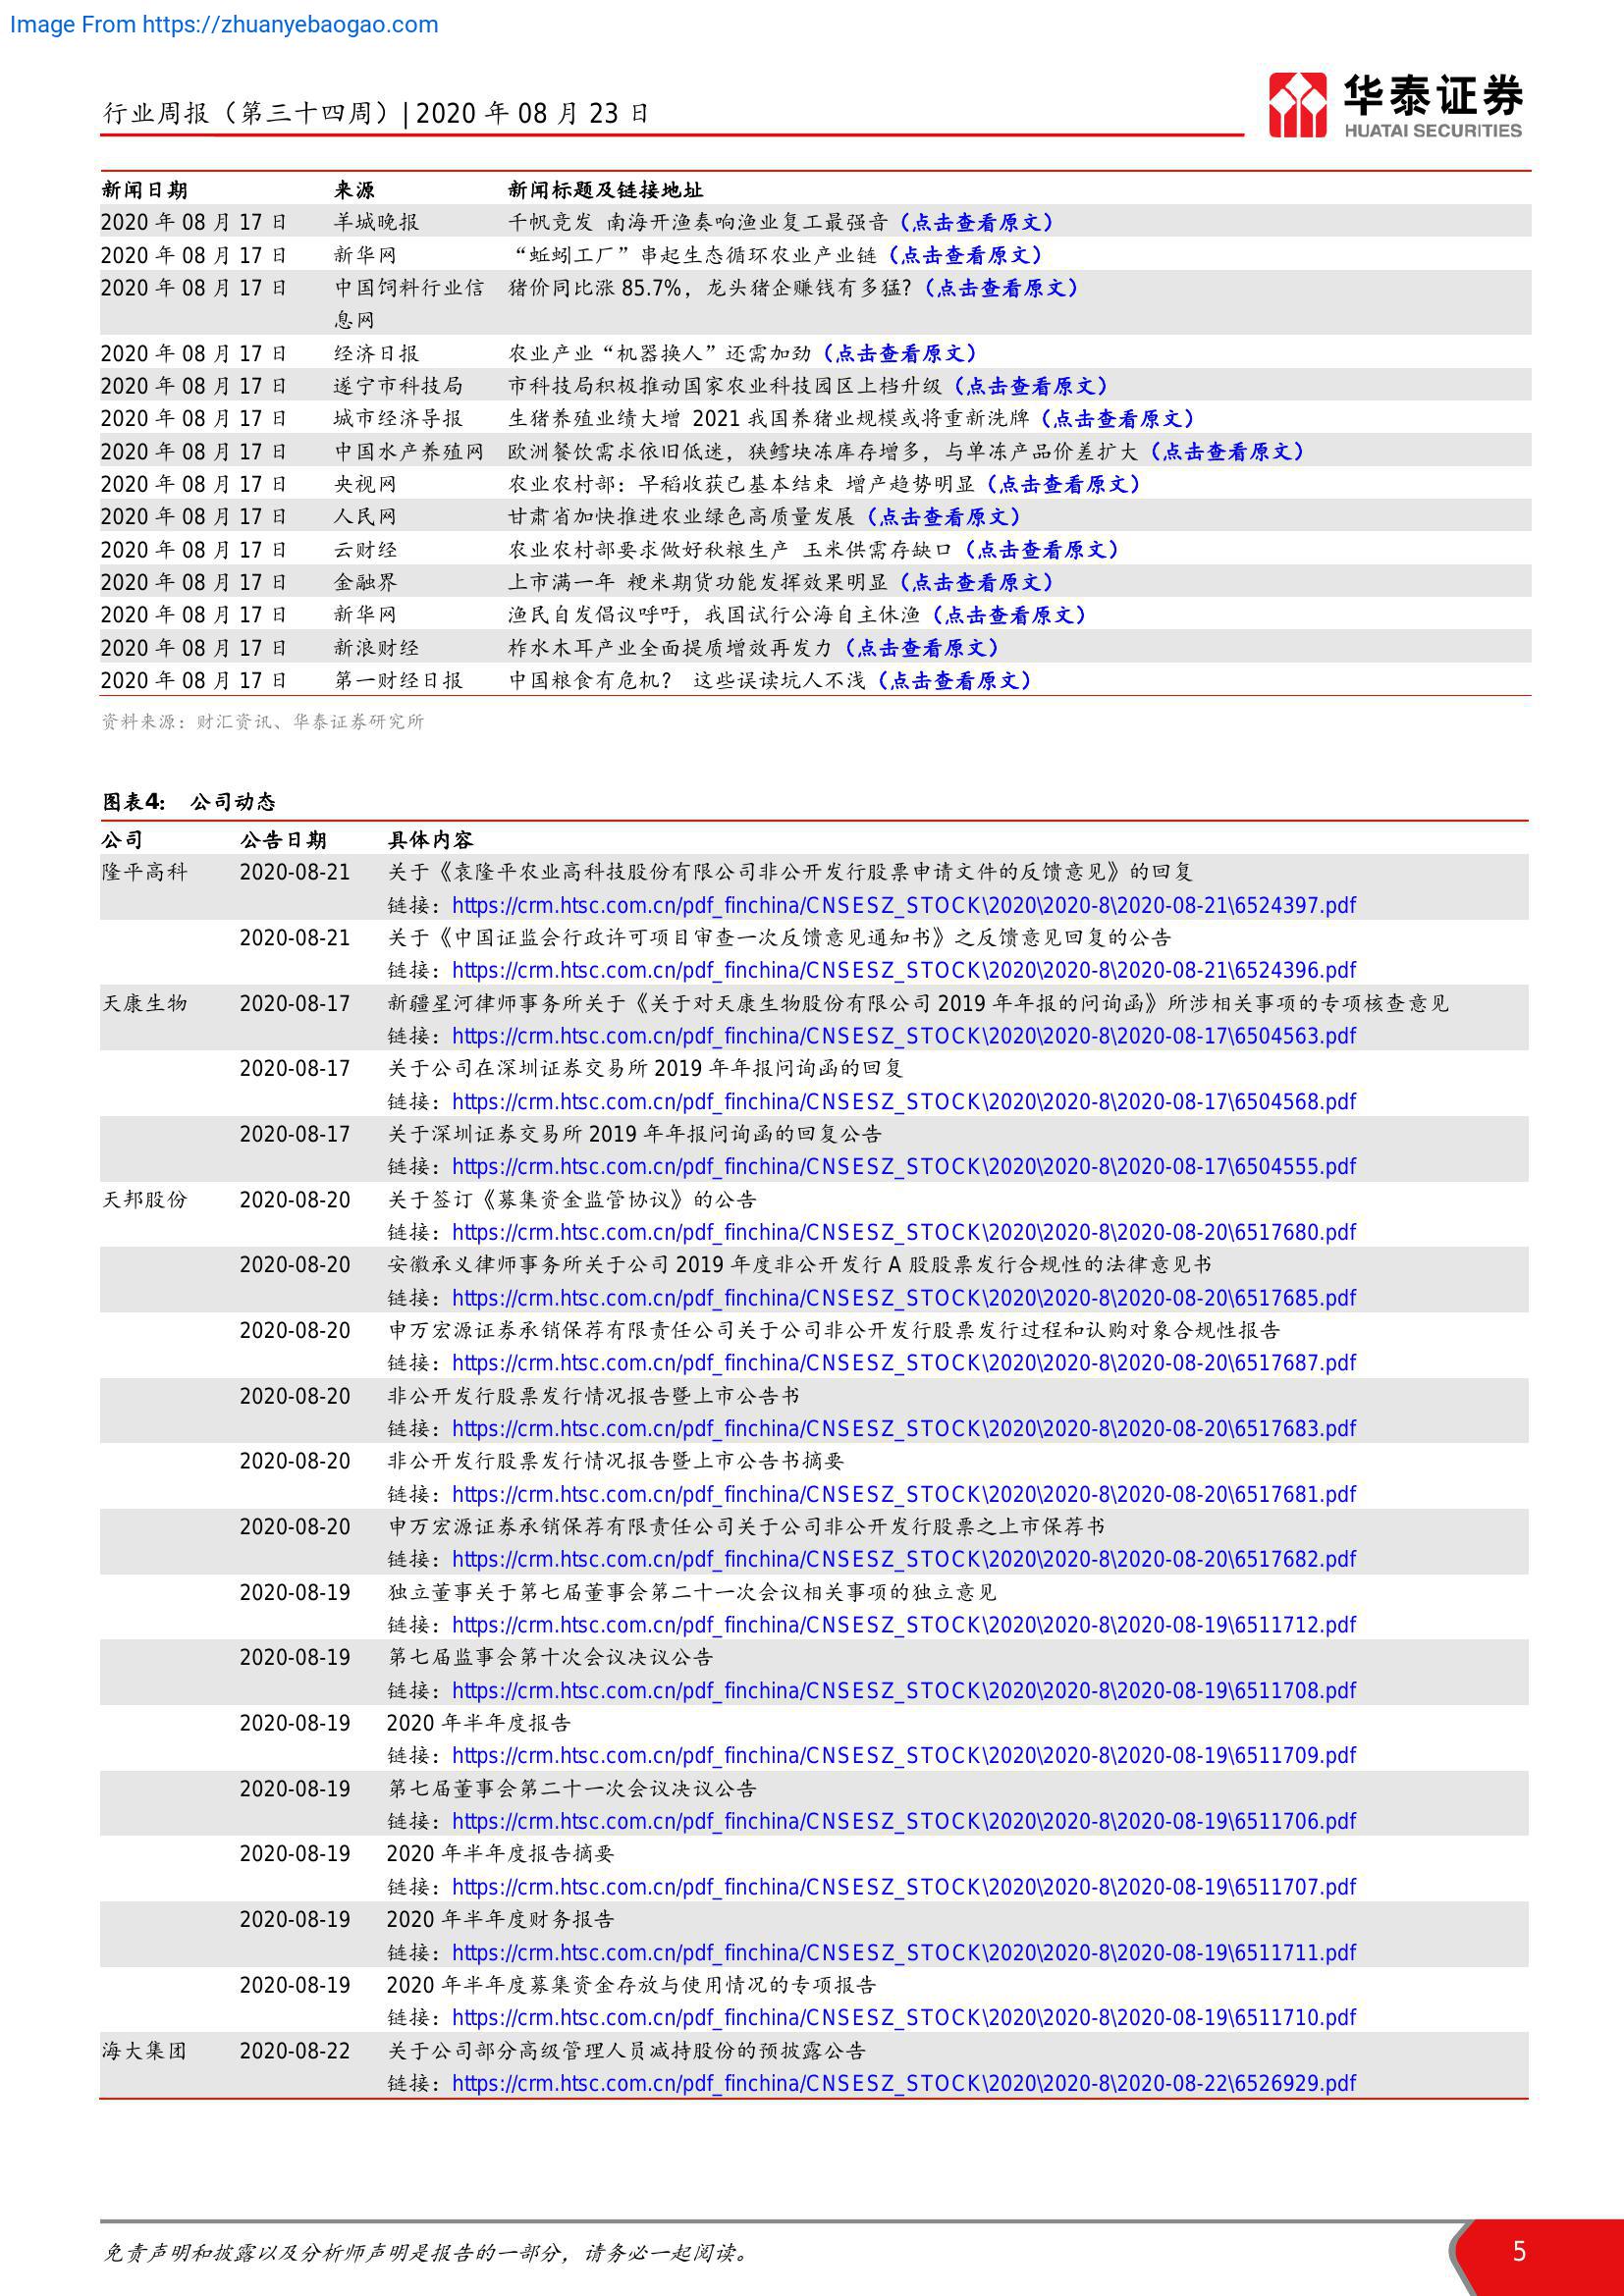 Image From https://zhuanyebaogao.com
行业周报（第三十四周）| 2020 年 08 月 23 日
华泰证券
HUATAI SECURITIES
新闻日期 来源 新闻标题及链接地址
2020 年 08 月 17 日 羊城晚报 千帆竞发 南海开渔奏响渔业复工最强音（点击查看原文）
2020 年 08 月 17 日 新华网 “蚯蚓工厂”串起生态循环农业产业链（点击查看原文）
2020 年 08 月 17 日 中国饲料行业信 猪价同比涨 85.7%，龙头猪企赚钱有多猛?（点击查看原文）
息网
2020 年 08 月 17 日 经济日报 农业产业“机器换人”还需加劲（点击查看原文）
2020 年 08 月 17 日 遂宁市科技局 市科技局积极推动国家农业科技园区上档升级（点击查看原文）
2020 年 08 月 17 日 城市经济导报 生猪养殖业绩大增 2021 我国养猪业规模或将重新洗牌（点击查看原文）
2020 年 08 月 17 日 中国水产养殖网 欧洲餐饮需求依旧低迷，狭鳕块冻库存增多，与单冻产品价差扩大（点击查看原文）
2020 年 08 月 17 日 央视网 农业农村部：早稻收获已基本结束 增产趋势明显（点击查看原文）
2020 年 08 月 17 日 人民网 甘肃省加快推进农业绿色高质量发展（点击查看原文）
2020 年 08 月 17 日 云财经 农业农村部要求做好秋粮生产 玉米供需存缺口（点击查看原文）
2020 年 08 月 17 日 金融界 上市满一年 粳米期货功能发挥效果明显（点击查看原文）
2020 年 08 月 17 日 新华网 渔民自发倡议呼吁，我国试行公海自主休渔（点击查看原文）
2020 年 08 月 17 日 新浪财经 柞水木耳产业全面提质增效再发力（点击查看原文）
2020 年 08 月 17 日 第一财经日报 中国粮食有危机？ 这些误读坑人不浅（点击查看原文）
资料来源：财汇资讯、华泰证券研究所
图表4： 公司动态
公司 公告日期 具体内容
隆平高科 2020-08-21 关于《袁隆平农业高科技股份有限公司非公开发行股票申请文件的反馈意见》的回复
链接：https://crm.htsc.com.cn/pdf_finchina/CNSESZ_STOCK\2020\2020-8\2020-08-21\6524397.pdf
2020-08-21 关于《中国证监会行政许可项目审查一次反馈意见通知书》之反馈意见回复的公告
链接：https://crm.htsc.com.cn/pdf_finchina/CNSESZ_STOCK\2020\2020-8\2020-08-21\6524396.pdf
天康生物 2020-08-17 新疆星河律师事务所关于《关于对天康生物股份有限公司 2019 年年报的问询函》所涉相关事项的专项核查意见
链接：https://crm.htsc.com.cn/pdf_finchina/CNSESZ_STOCK\2020\2020-8\2020-08-17\6504563.pdf
2020-08-17 关于公司在深圳证券交易所 2019 年年报问询函的回复
链接：https://crm.htsc.com.cn/pdf_finchina/CNSESZ_STOCK\2020\2020-8\2020-08-17\6504568.pdf
2020-08-17 关于深圳证券交易所 2019 年年报问询函的回复公告
链接：https://crm.htsc.com.cn/pdf_finchina/CNSESZ_STOCK\2020\2020-8\2020-08-17\6504555.pdf
天邦股份 2020-08-20 关于签订《募集资金监管协议》的公告
链接：https://crm.htsc.com.cn/pdf_finchina/CNSESZ_STOCK\2020\2020-8\2020-08-20\6517680.pdf
2020-08-20 安徽承义律师事务所关于公司 2019 年度非公开发行 A 股股票发行合规性的法律意见书
链接：https://crm.htsc.com.cn/pdf_finchina/CNSESZ_STOCK\2020\2020-8\2020-08-20\6517685.pdf
2020-08-20 申万宏源证券承销保荐有限责任公司关于公司非公开发行股票发行过程和认购对象合规性报告
链接：https://crm.htsc.com.cn/pdf_finchina/CNSESZ_STOCK\2020\2020-8\2020-08-20\6517687.pdf
2020-08-20 非公开发行股票发行情况报告暨上市公告书
链接：https://crm.htsc.com.cn/pdf_finchina/CNSESZ_STOCK\2020\2020-8\2020-08-20\6517683.pdf
2020-08-20 非公开发行股票发行情况报告暨上市公告书摘要
链接：https://crm.htsc.com.cn/pdf_finchina/CNSESZ_STOCK\2020\2020-8\2020-08-20\6517681.pdf
2020-08-20 申万宏源证券承销保荐有限责任公司关于公司非公开发行股票之上市保荐书
链接：https://crm.htsc.com.cn/pdf_finchina/CNSESZ_STOCK\2020\2020-8\2020-08-20\6517682.pdf
2020-08-19 独立董事关于第七届董事会第二十一次会议相关事项的独立意见
链接：https://crm.htsc.com.cn/pdf_finchina/CNSESZ_STOCK\2020\2020-8\2020-08-19\6511712.pdf
2020-08-19 第七届监事会第十次会议决议公告
链接：https://crm.htsc.com.cn/pdf_finchina/CNSESZ_STOCK\2020\2020-8\2020-08-19\6511708.pdf
2020-08-19 2020 年半年度报告
链接：https://crm.htsc.com.cn/pdf_finchina/CNSESZ_STOCK\2020\2020-8\2020-08-19\6511709.pdf
2020-08-19 第七届董事会第二十一次会议决议公告
链接：https://crm.htsc.com.cn/pdf_finchina/CNSESZ_STOCK\2020\2020-8\2020-08-19\6511706.pdf
2020-08-19 2020 年半年度报告摘要
链接：https://crm.htsc.com.cn/pdf_finchina/CNSESZ_STOCK\2020\2020-8\2020-08-19\6511707.pdf
2020-08-19 2020 年半年度财务报告
链接：https://crm.htsc.com.cn/pdf_finchina/CNSESZ_STOCK\2020\2020-8\2020-08-19\6511711.pdf
2020-08-19 2020 年半年度募集资金存放与使用情况的专项报告
链接：https://crm.htsc.com.cn/pdf_finchina/CNSESZ_STOCK\2020\2020-8\2020-08-19\6511710.pdf
海大集团 2020-08-22 关于公司部分高级管理人员减持股份的预披露公告
链接：https://crm.htsc.com.cn/pdf_finchina/CNSESZ_STOCK\2020\2020-8\2020-08-22\6526929.pdf
免责声明和披露以及分析师声明是报告的一部分，请务必一起阅读。 5